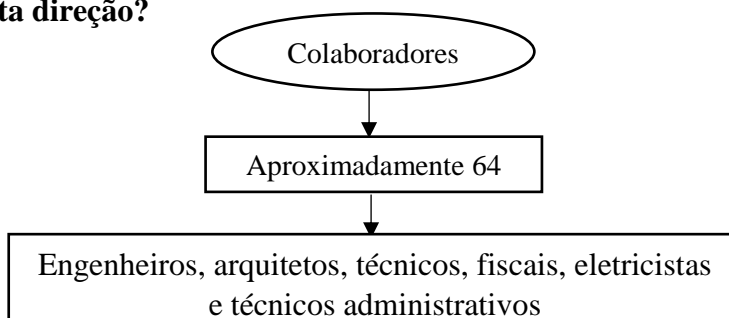 ta direção?
Colaboradores
Aproximadamente 64
Engenheiros, arquitetos, técnicos, fiscais, eletricistas
e técnicos administrativos